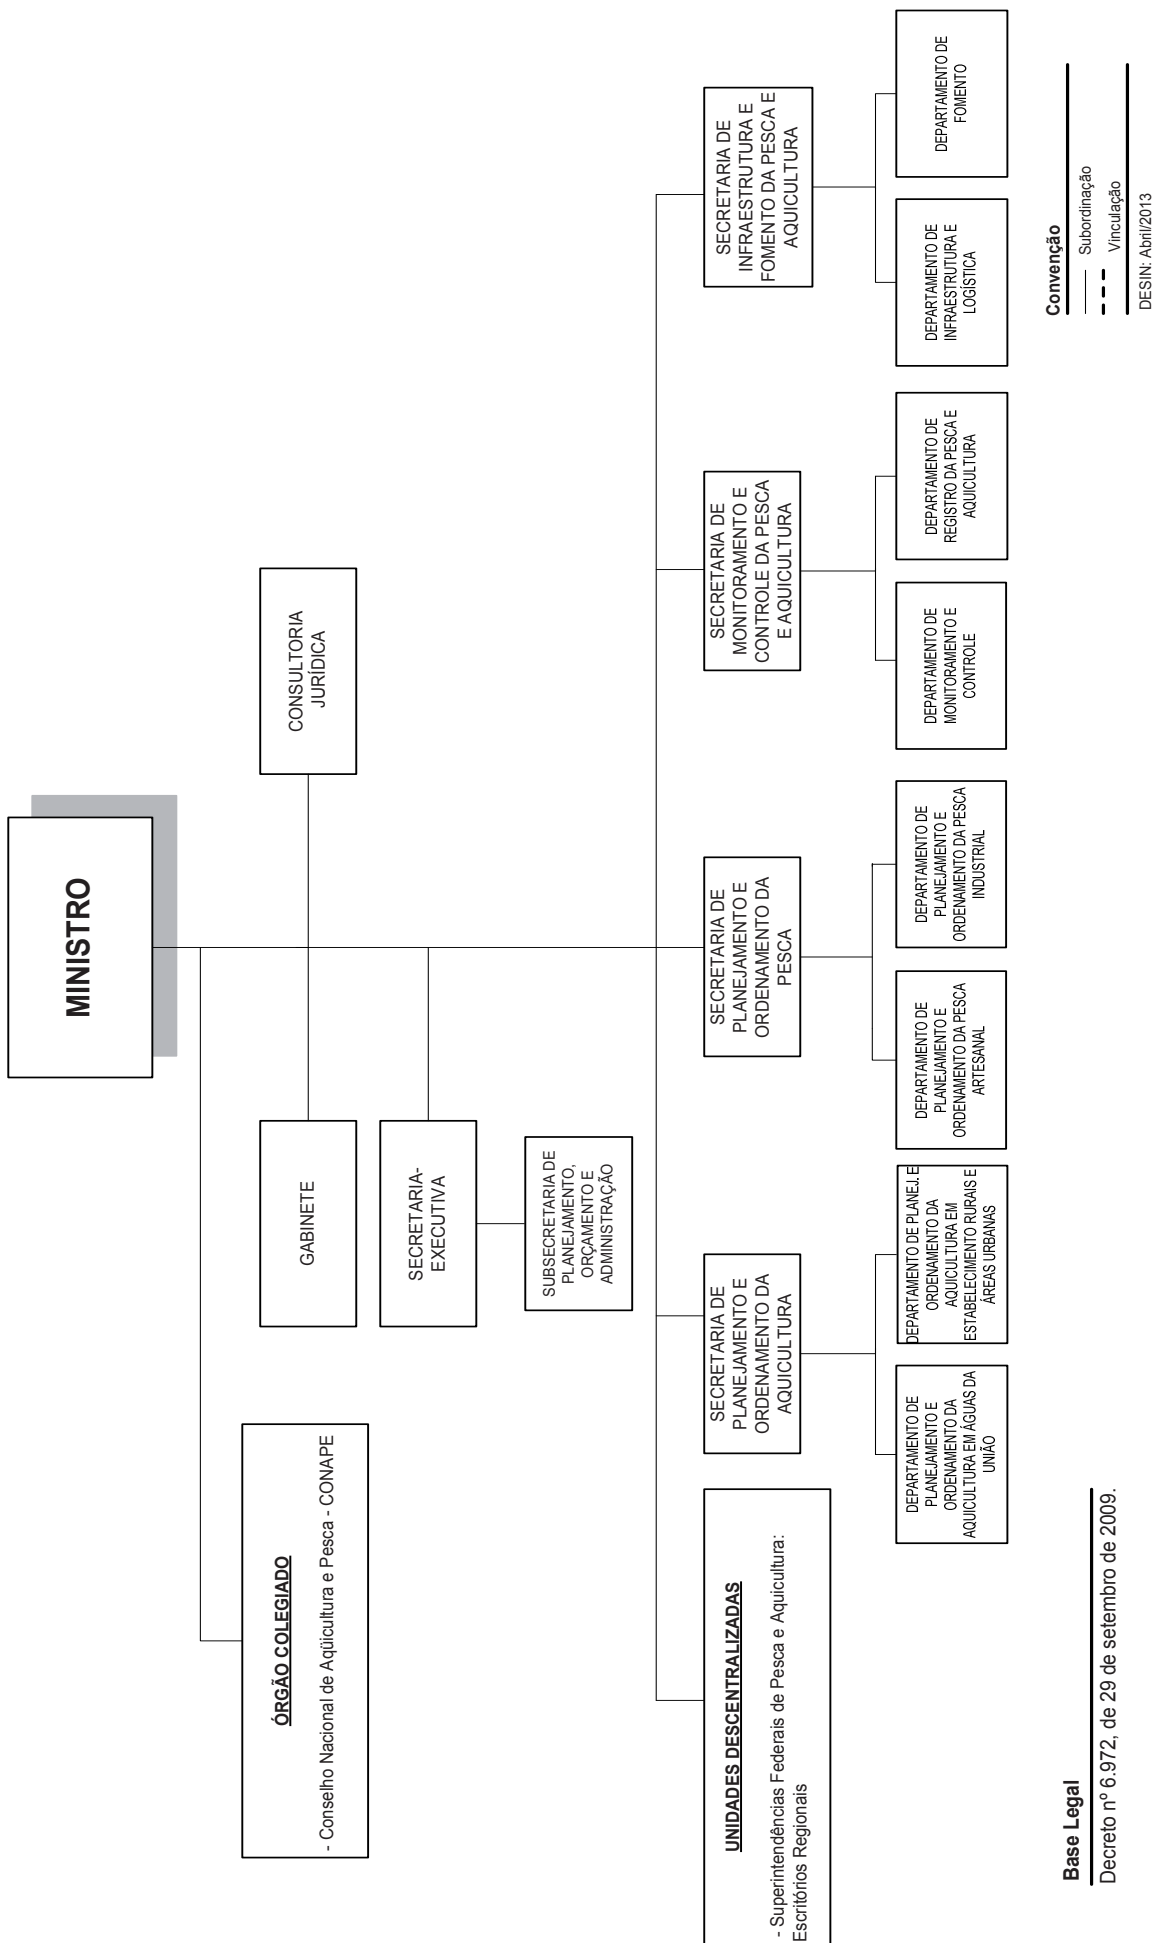 MINISTRO
ÓRGÃO COLEGIADO
- Conselho Nacional de Aqüicultura e Pesca - CONAPE
GABINETE
CONSULTORIA
JURÍDICA
SECRETARIA-
EXECUTIVA
SUBSECRETARIA DE
PLANEJAMENTO,
ORÇAMENTO E
ADMINISTRAÇÃO
UNIDADES DESCENTRALIZADAS
- Superintendências Federais de Pesca e Aquicultura:
Escritórios Regionais
SECRETARIA DE
PLANEJAMENTO E
ORDENAMENTO DA
AQUICULTURA
SECRETARIA DE
PLANEJAMENTO E
ORDENAMENTO DA
PESCA
SECRETARIA DE
MONITORAMENTO E
CONTROLE DA PESCA
E AQUICULTURA
SECRETARIA DE
INFRAESTRUTURA E
FOMENTO DA PESCA E
AQUICULTURA
DEPARTAMENTO DE
PLANEJAMENTO E
ORDENAMENTO DA
AQUICULTURA EM ÁGUAS DA
UNIÃO
DEPARTAMENTO DE PLANEJ. E
ORDENAMENTO DA
AQUICULTURA EM
ESTABELECIMENTO RURAIS E
ÁREAS URBANAS
DEPARTAMENTO DE
PLANEJAMENTO E
ORDENAMENTO DA PESCA
ARTESANAL
DEPARTAMENTO DE
PLANEJAMENTO E
ORDENAMENTO DA PESCA
INDUSTRIAL
DEPARTAMENTO DE
MONITORAMENTO E
CONTROLE
DEPARTAMENTO DE
REGISTRO DA PESCA E
AQUICULTURA
DEPARTAMENTO DE
INFRAESTRUTURA E
LOGÍSTICA
DEPARTAMENTO DE
FOMENTO
Base Legal
Decreto nº 6.972, de 29 de setembro de 2009.
Convenção
Subordinação
Vinculação
DESIN: Abril/2013